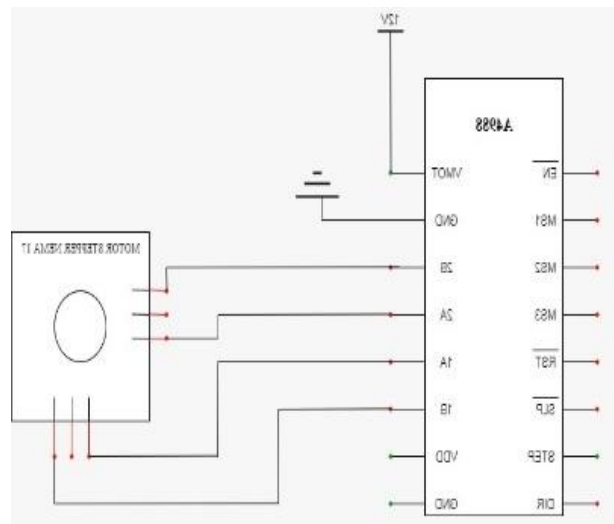 12V
A4988
VMOT
EN
GND
MS1
2B
MS2
2A
MS3
1A
RST
1B
SLP
VDD
STEP
GND
DIR
MOTOR STEPPER NEMA 17